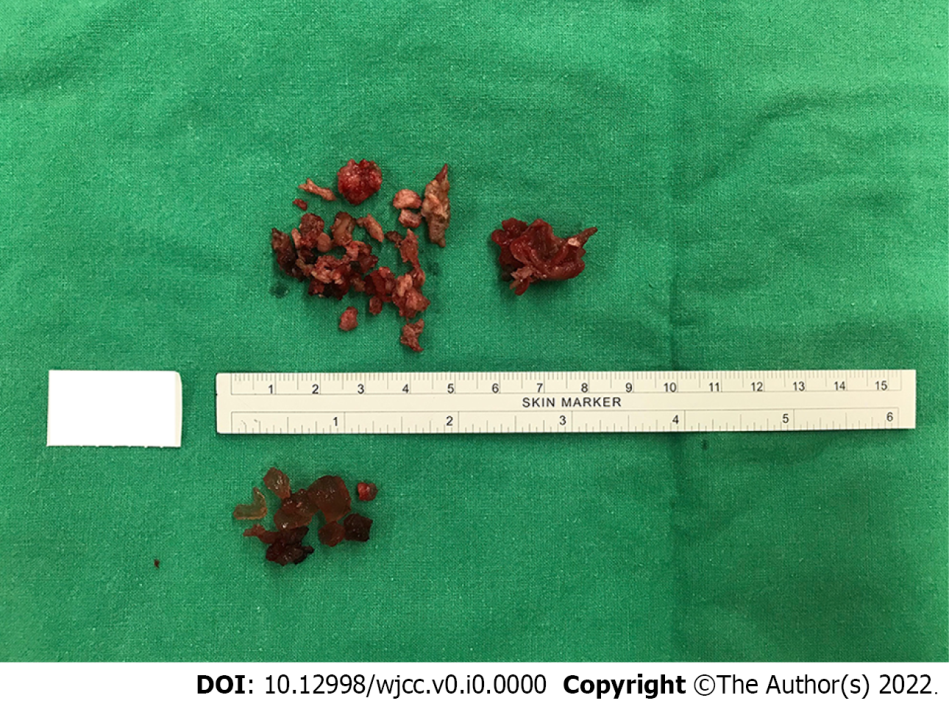 1 2 3 4 5 6 7 8 9 10 11 12 13 14 15
SKIN MARKER
1 2 3 4 5 6
DOI: 10.12998/wjcc.v0.i0.0000 Copyright ©The Author(s) 2022.